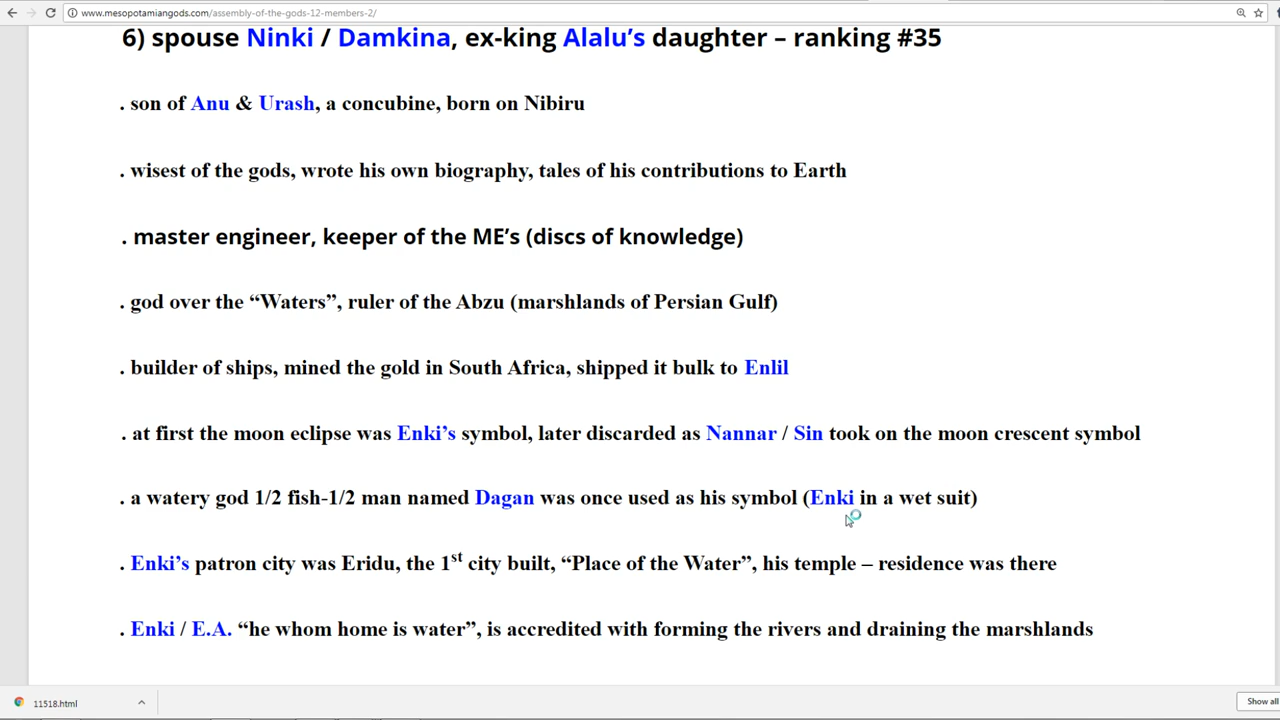 www.mesopotamiangods.com/assembly-of-the-gods-12-members-2/
6) spouse Ninki / Damkina, ex-king Alalu’s daughter – ranking #35
. son of Anu & Urash, a concubine, born on Nibiru
. wisest of the gods, wrote his own biography, tales of his contributions to Earth
. master engineer, keeper of the ME’s (discs of knowledge)
. god over the “Waters”, ruler of the Abzu (marshlands of Persian Gulf)
. builder of ships, mined the gold in South Africa, shipped it bulk to Enlil
. at first the moon eclipse was Enki’s symbol, later discarded as Nannar / Sin took on the moon crescent symbol
. a watery god 1/2 fish-1/2 man named Dagan was once used as his symbol (Enki in a wet suit)
. Enki’s patron city was Eridu, the 1st city built, “Place of the Water”, his temple – residence was there
. Enki / E.A. “he whom home is water”, is accredited with forming the rivers and draining the marshlands
11518.html
Show all